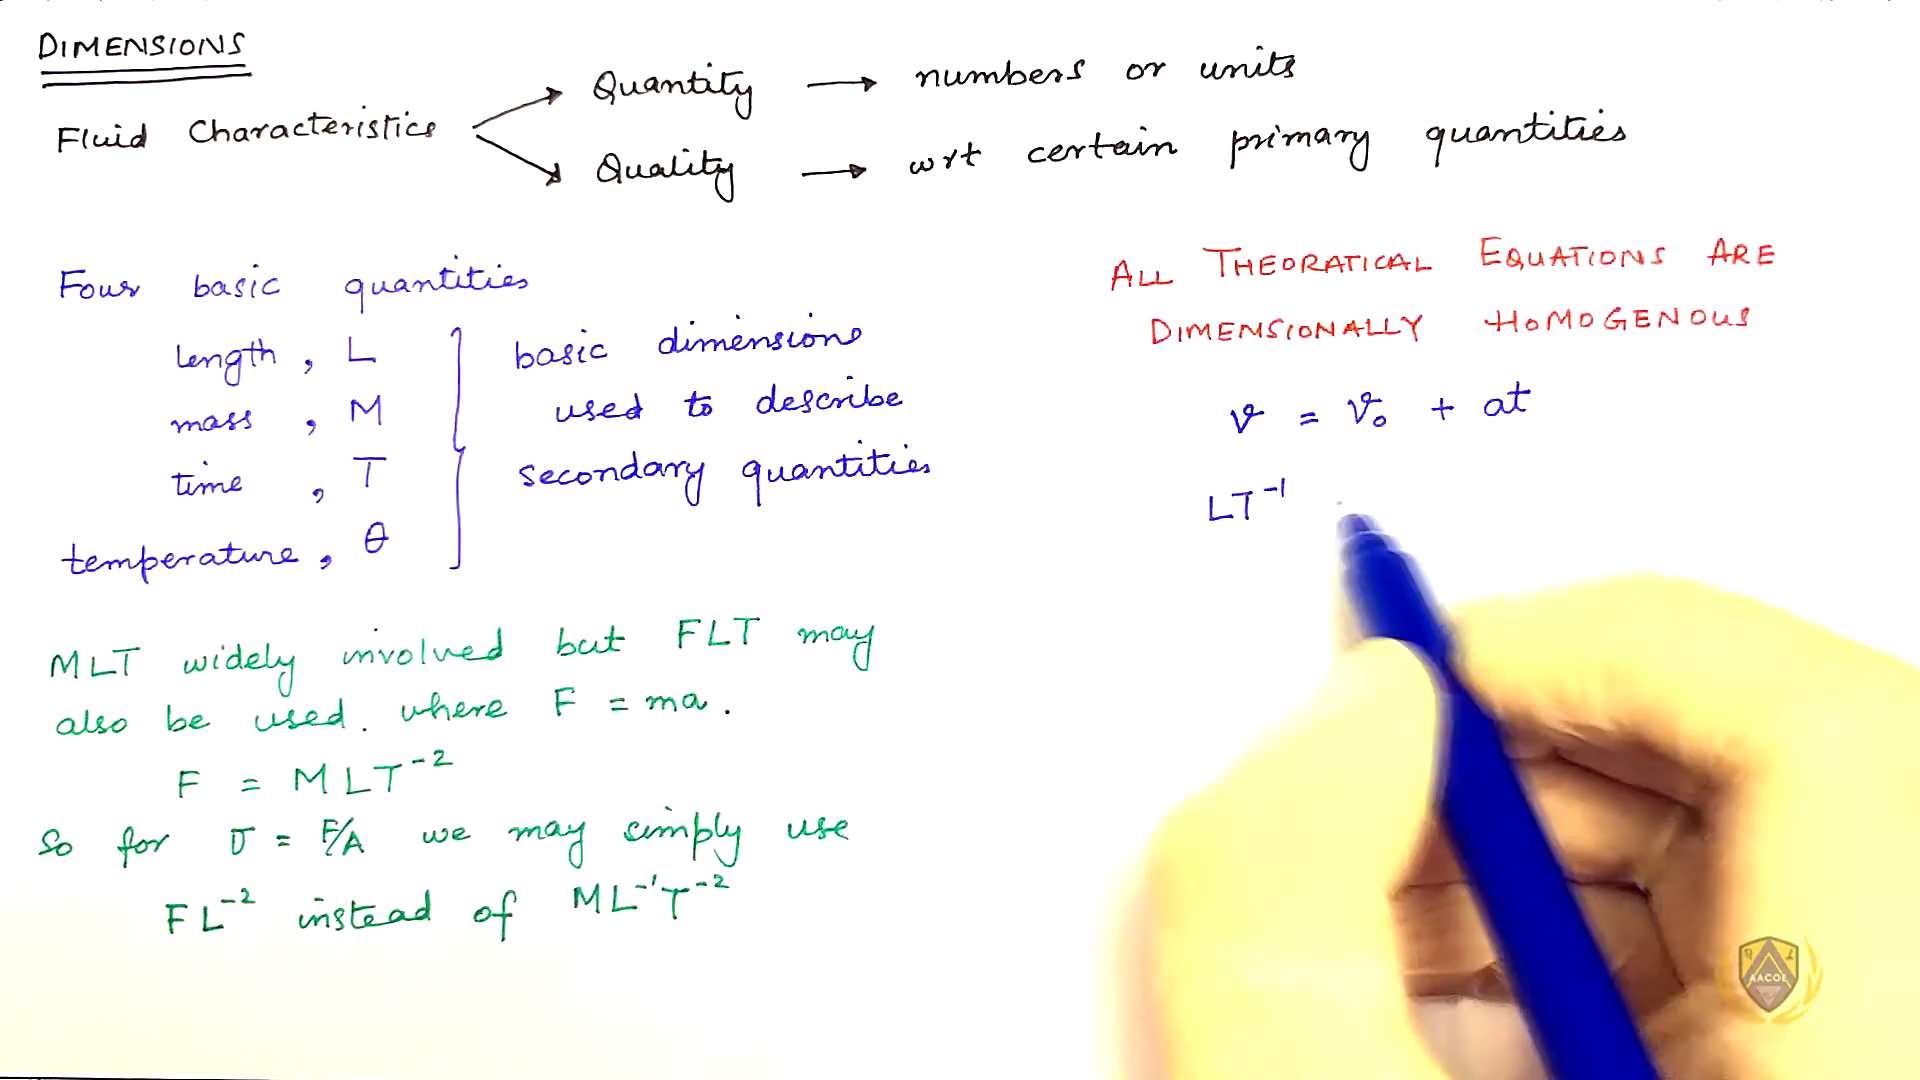 DIMENSIONS
Fluid Characteristics
Quantity → numbers or units
Quality → wrt certain primary quantities
Four basic quantities
length, L
mass, M
time, T
temperature, θ
basic dimensions
used to describe
secondary quantities
MLT widely involved but FLT may
also be used. where F = ma.
F = MLT⁻²
So for σ = F/A we may simply use
FL⁻² instead of ML⁻¹T⁻²
ALL THEORATICAL EQUATIONS ARE
DIMENSIONALLY HOMOGENOUS
v = v₀ + at
LT⁻¹
AACOE